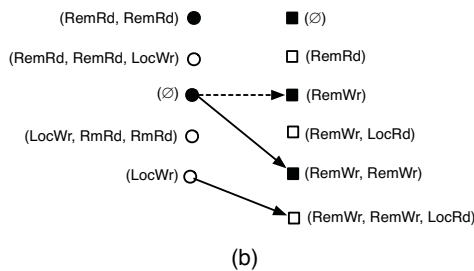 (RemRd, RemRd) (∅)
(RemRd, RemRd, LocWr) (RemRd)
(∅) (RemWr)
(LocWr, RmRd, RmRd) (RemWr, LocRd)
(LocWr) (RemWr, RemWr)
(RemWr, RemWr, LocRd)
(b)